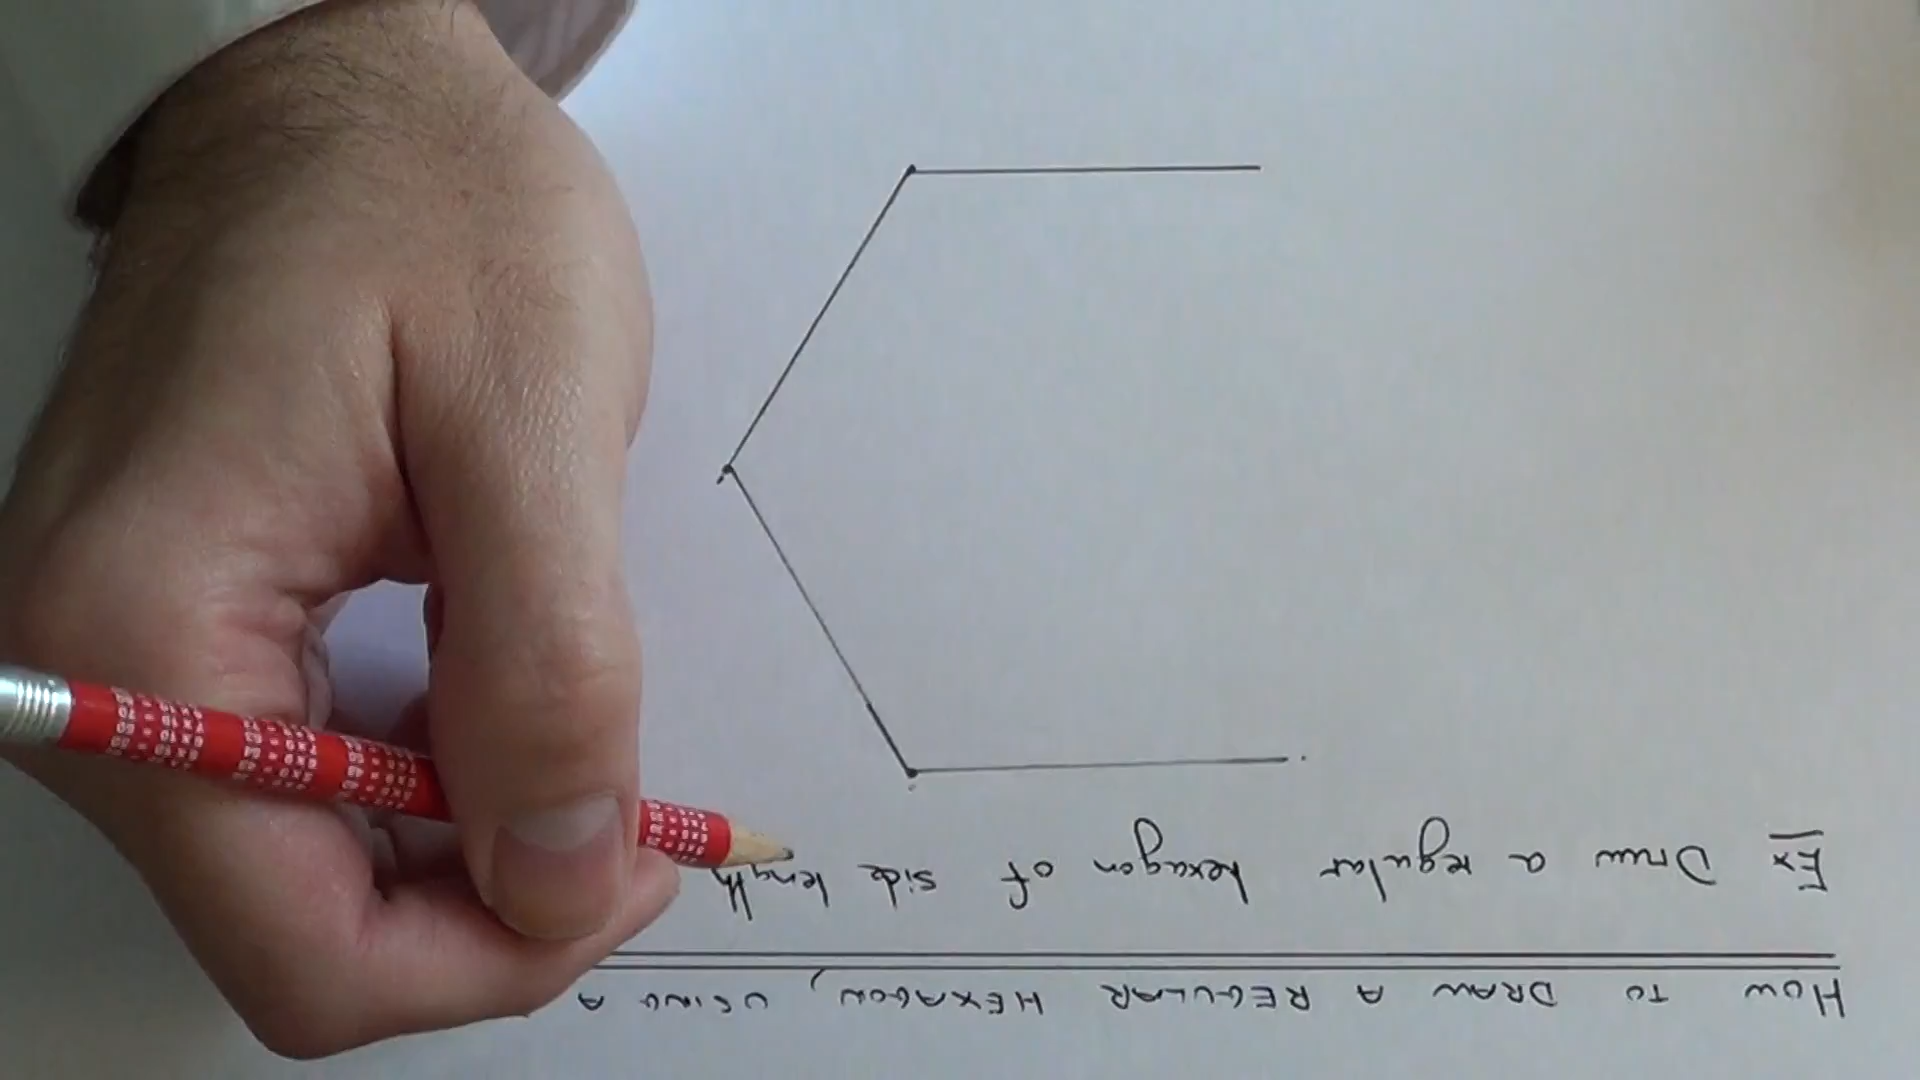 HOW TO DRAW A REGULAR HEXAGON, USING A
Ex Draw a regular hexagon of side length